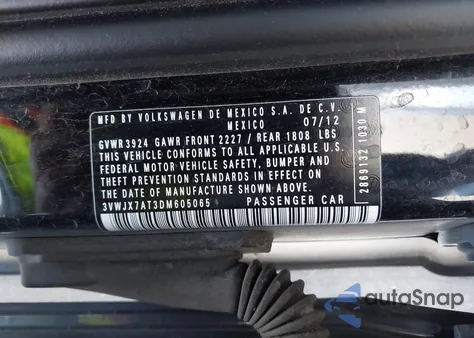 MFD BY VOLKSWAGEN DE MEXICO S.A. DE C.V.
MEXICO 07/12
GVWR 3924 GAWR FRONT 2227 / REAR 1808 LBS
THIS VEHICLE CONFORMS TO ALL APPLICABLE U.S.
FEDERAL MOTOR VEHICLE SAFETY, BUMPER AND
THEFT PREVENTION STANDARDS IN EFFECT ON
THE DATE OF MANUFACTURE SHOWN ABOVE.
3VWJX7AT3DM605065 PASSENGER CAR
2869132 1030 M
autoSnap